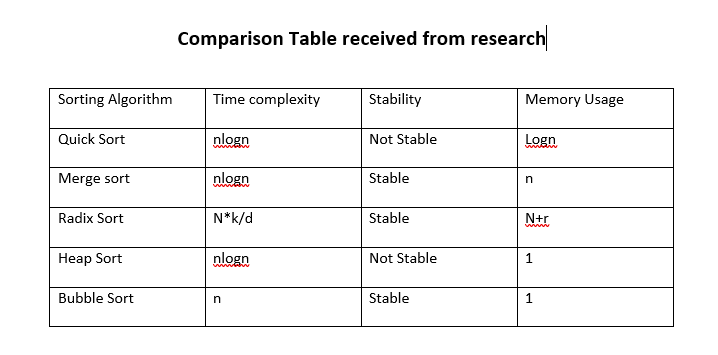 Comparison Table received from research
Sorting Algorithm Time complexity Stability Memory Usage
Quick Sort nlogn Not Stable Logn
Merge sort nlogn Stable n
Radix Sort N*k/d Stable N+r
Heap Sort nlogn Not Stable 1
Bubble Sort n Stable 1